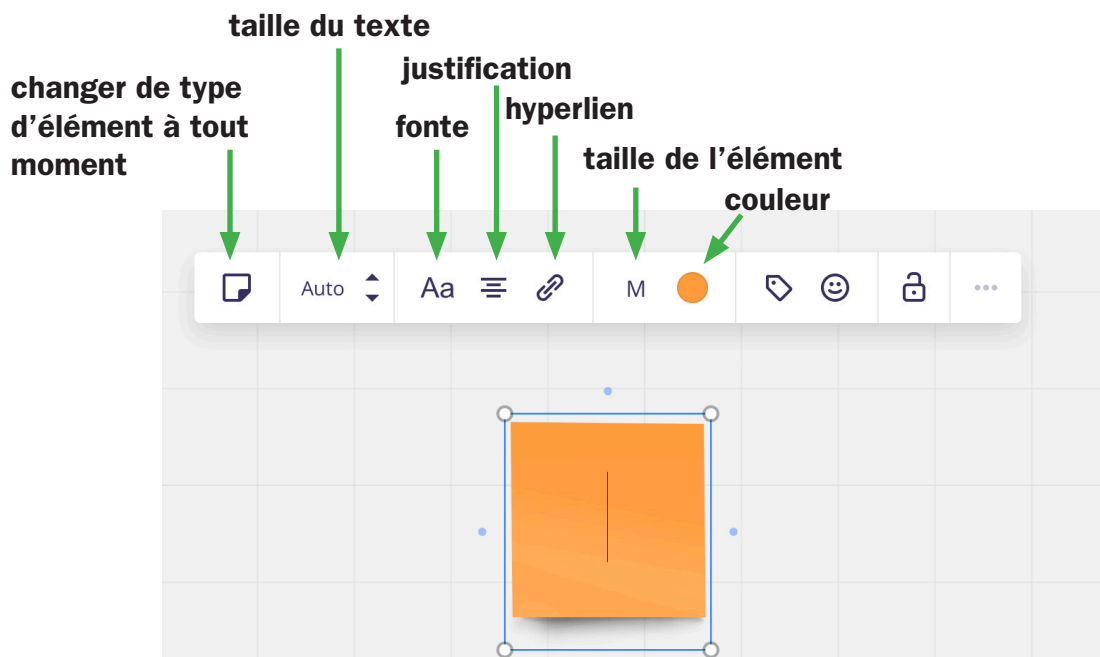 taille du texte
justification
changer de type
d’élément à tout
moment
fonte
hyperlien
taille de l’élément
couleur
Auto
Aa
M